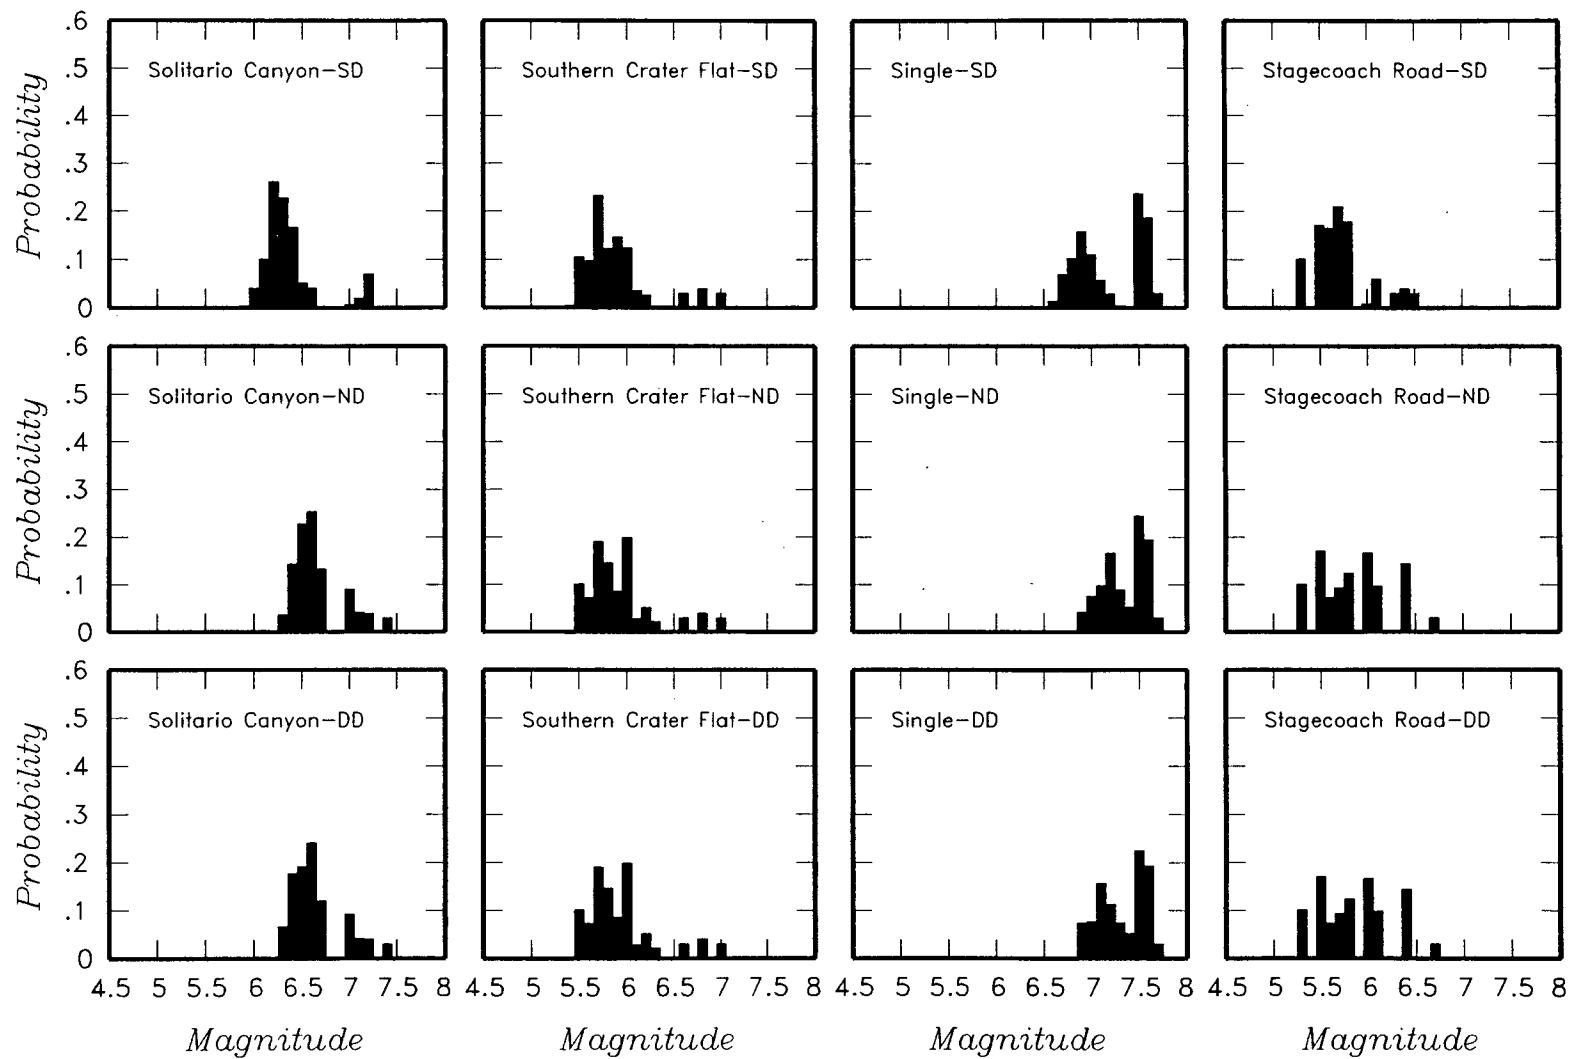 .6
.5
.4
.3
.2
.1
0
Probability
Solitario Canyon-SD
Southern Crater Flat-SD
Single-SD
Stagecoach Road-SD
.6
.5
.4
.3
.2
.1
0
Probability
Solitario Canyon-ND
Southern Crater Flat-ND
Single-ND
Stagecoach Road-ND
.6
.5
.4
.3
.2
.1
0
Probability
Solitario Canyon-DD
Southern Crater Flat-DD
Single-DD
Stagecoach Road-DD
4.5 5 5.5 6 6.5 7 7.5 8 4.5 5 5.5 6 6.5 7 7.5 8 4.5 5 5.5 6 6.5 7 7.5 8 4.5 5 5.5 6 6.5 7 7.5 8
Magnitude Magnitude Magnitude Magnitude